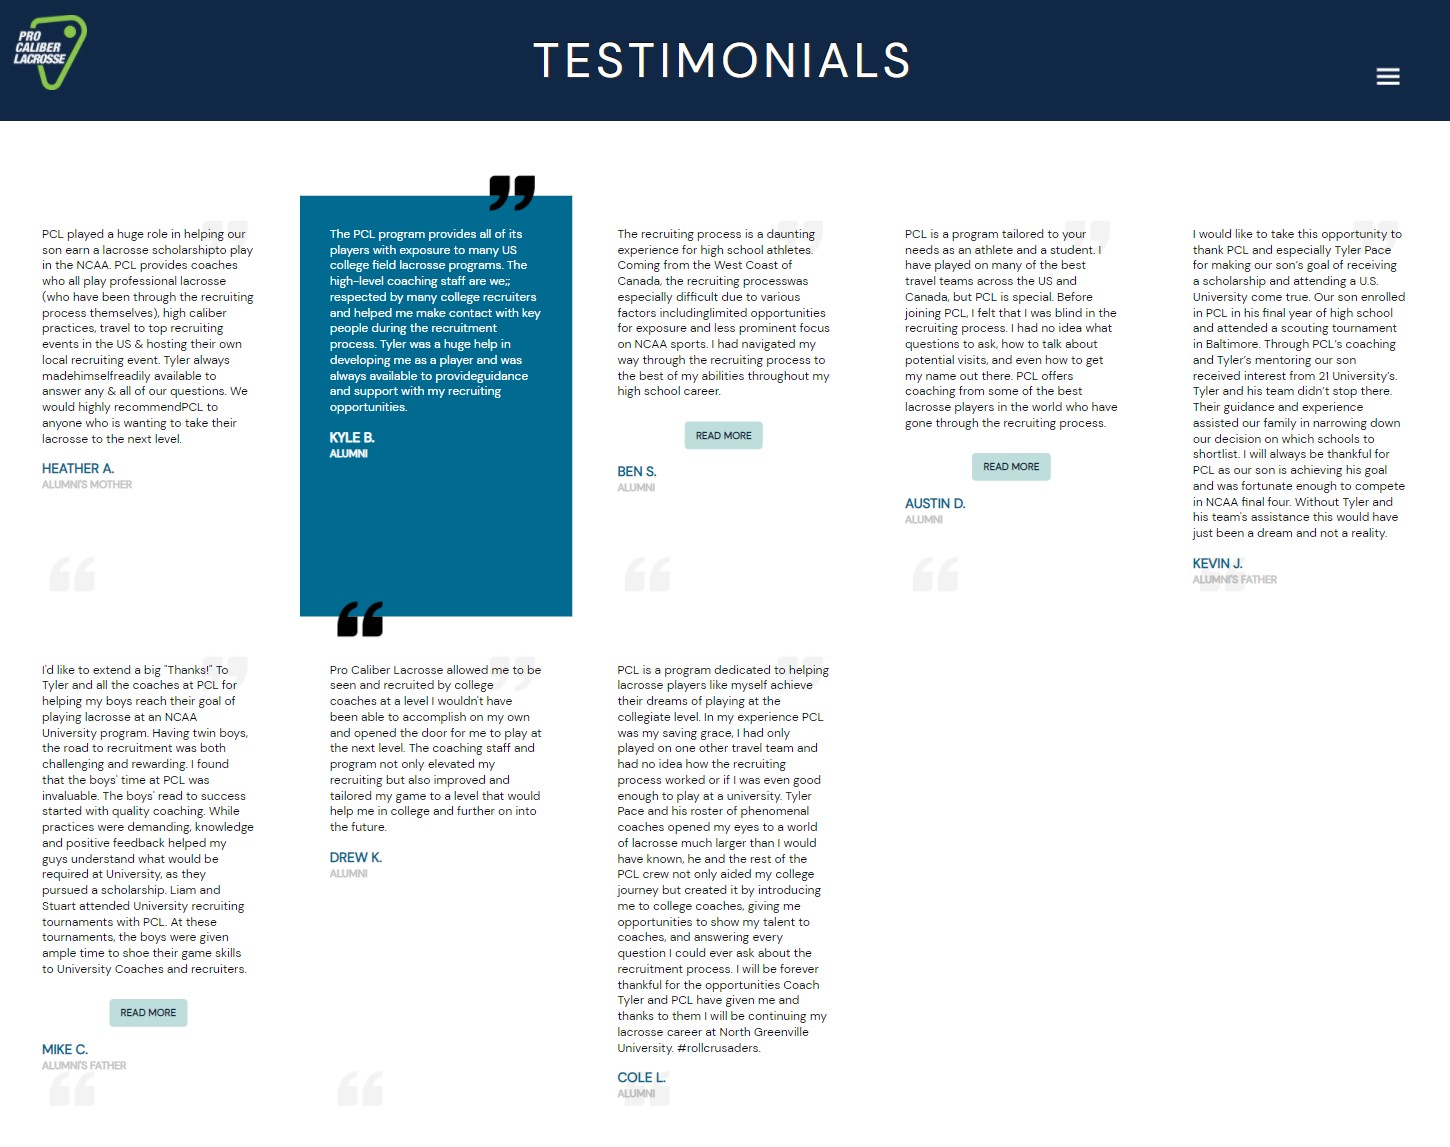 PRO
CALIBER
LACROSSE
TESTIMONIALS
PCL played a huge role in helping our
son earn a lacrosse scholarshipto play
in the NCAA. PCL provides coaches
who all play professional lacrosse
(who have been through the recruiting
process themselves), high caliber
practices, travel to top recruiting
events in the US & hosting their own
local recruiting event. Tyler always
madehimselfreadily available to
answer any & all of our questions. We
would highly recommendPCL to
anyone who is wanting to take their
lacrosse to the next level.
HEATHER A.
ALUMNI'S MOTHER
The PCL program provides all of its
players with exposure to many US
college field lacrosse programs. The
high-level coaching staff are we;;
respected by many college recruiters
and helped me make contact with key
people during the recruitment
process. Tyler was a huge help in
developing me as a player and was
always available to provideguidance
and support with my recruiting
opportunities.
KYLE B.
ALUMNI
The recruiting process is a daunting
experience for high school athletes.
Coming from the West Coast of
Canada, the recruiting processwas
especially difficult due to various
factors includinglimited opportunities
for exposure and less prominent focus
on NCAA sports. I had navigated my
way through the recruiting process to
the best of my abilities throughout my
high school career.
READ MORE
BEN S.
ALUMNI
PCL is a program tailored to your
needs as an athlete and a student. I
have played on many of the best
travel teams across the US and
Canada, but PCL is special. Before
joining PCL, I felt that I was blind in the
recruiting process. I had no idea what
questions to ask, how to talk about
potential visits, and even how to get
my name out there. PCL offers
coaching from some of the best
lacrosse players in the world who have
gone through the recruiting process.
READ MORE
AUSTIN D.
ALUMNI
I would like to take this opportunity to
thank PCL and especially Tyler Pace
for making our son's goal of receiving
a scholarship and attending a U.S.
University come true. Our son enrolled
in PCL in his final year of high school
and attended a scouting tournament
in Baltimore. Through PCL's coaching
and Tyler's mentoring our son
received interest from 21 University's.
Tyler and his team didn't stop there.
Their guidance and experience
assisted our family in narrowing down
our decision on which schools to
shortlist. I will always be thankful for
PCL as our son is achieving his goal
and was fortunate enough to compete
in NCAA final four. Without Tyler and
his team's assistance this would have
just been a dream and not a reality.
KEVIN J.
ALUMNI'S FATHER
I'd like to extend a big "Thanks!" To
Tyler and all the coaches at PCL for
helping my boys reach their goal of
playing lacrosse at an NCAA
University program. Having twin boys,
the road to recruitment was both
challenging and rewarding. I found
that the boys' time at PCL was
invaluable. The boys' read to success
started with quality coaching. While
practices were demanding, knowledge
and positive feedback helped my
guys understand what would be
required at University, as they
pursued a scholarship. Liam and
Stuart attended University recruiting
tournaments with PCL. At these
tournaments, the boys were given
ample time to shoe their game skills
to University Coaches and recruiters.
READ MORE
MIKE C.
ALUMNI'S FATHER
Pro Caliber Lacrosse allowed me to be
seen and recruited by college
coaches at a level I wouldn't have
been able to accomplish on my own
and opened the door for me to play at
the next level. The coaching staff and
program not only elevated my
recruiting but also improved and
tailored my game to a level that would
help me in college and further on into
the future.
DREW K.
ALUMNI
PCL is a program dedicated to helping
lacrosse players like myself achieve
their dreams of playing at the
collegiate level. In my experience PCL
was my saving grace, I had only
played on one other travel team and
had no idea how the recruiting
process worked or if I was even good
enough to play at a university. Tyler
Pace and his roster of phenomenal
coaches opened my eyes to a world
of lacrosse much larger than I would
have known, he and the rest of the
PCL crew not only aided my college
journey but created it by introducing
me to college coaches, giving me
opportunities to show my talent to
coaches, and answering every
question I could ever ask about the
recruitment process. I will be forever
thankful for the opportunities Coach
Tyler and PCL have given me and
thanks to them I will be continuing my
lacrosse career at North Greenville
University. #rollcrusaders.
COLE L.
ALUMNI